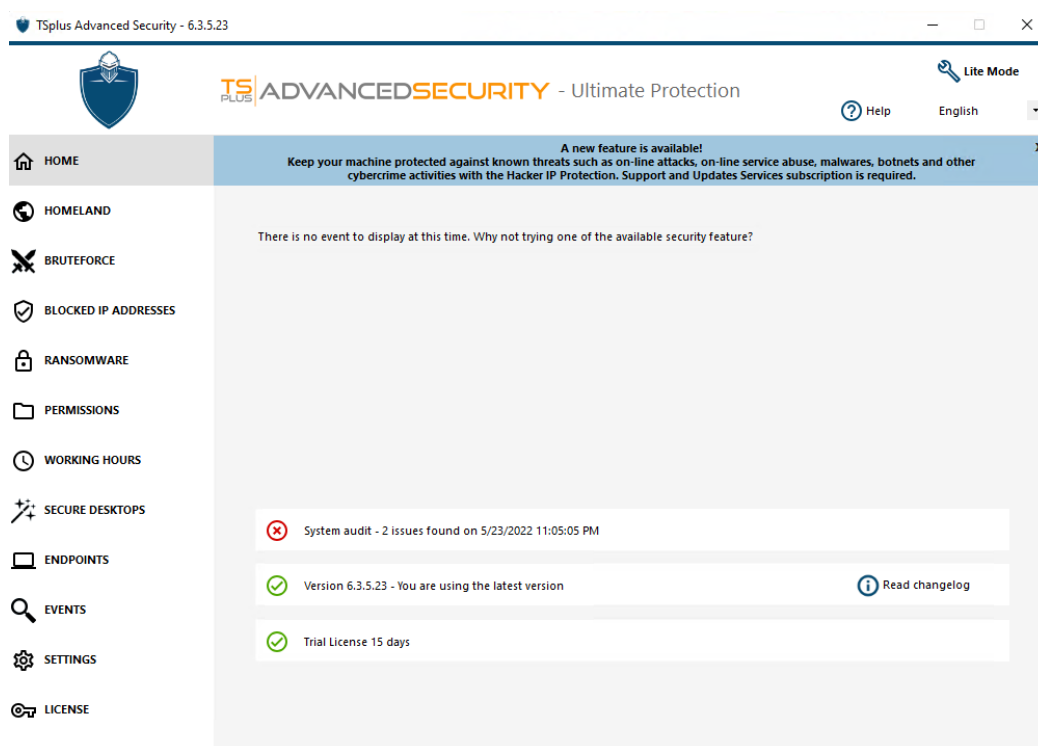 TSplus Advanced Security - 6.3.5.23
TS PLUS ADVANCEDSECURITY - Ultimate Protection
Lite Mode
Help
English
HOME
HOMELAND
BRUTEFORCE
BLOCKED IP ADDRESSES
RANSOMWARE
PERMISSIONS
WORKING HOURS
SECURE DESKTOPS
ENDPOINTS
EVENTS
SETTINGS
LICENSE
A new feature is available!
Keep your machine protected against known threats such as on-line attacks, on-line service abuse, malwares, botnets and other
cybercrime activities with the Hacker IP Protection. Support and Updates Services subscription is required.
There is no event to display at this time. Why not trying one of the available security feature?
System audit - 2 issues found on 5/23/2022 11:05:05 PM
Version 6.3.5.23 - You are using the latest version
Read changelog
Trial License 15 days